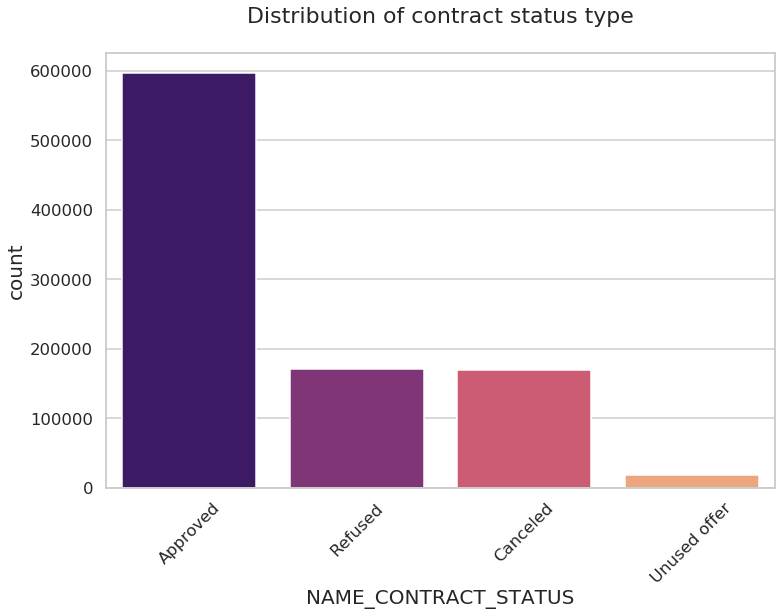 Distribution of contract status type
600000
500000
400000
300000
200000
100000
0
count
Approved
Refused
Canceled
Unused offer
NAME_CONTRACT_STATUS